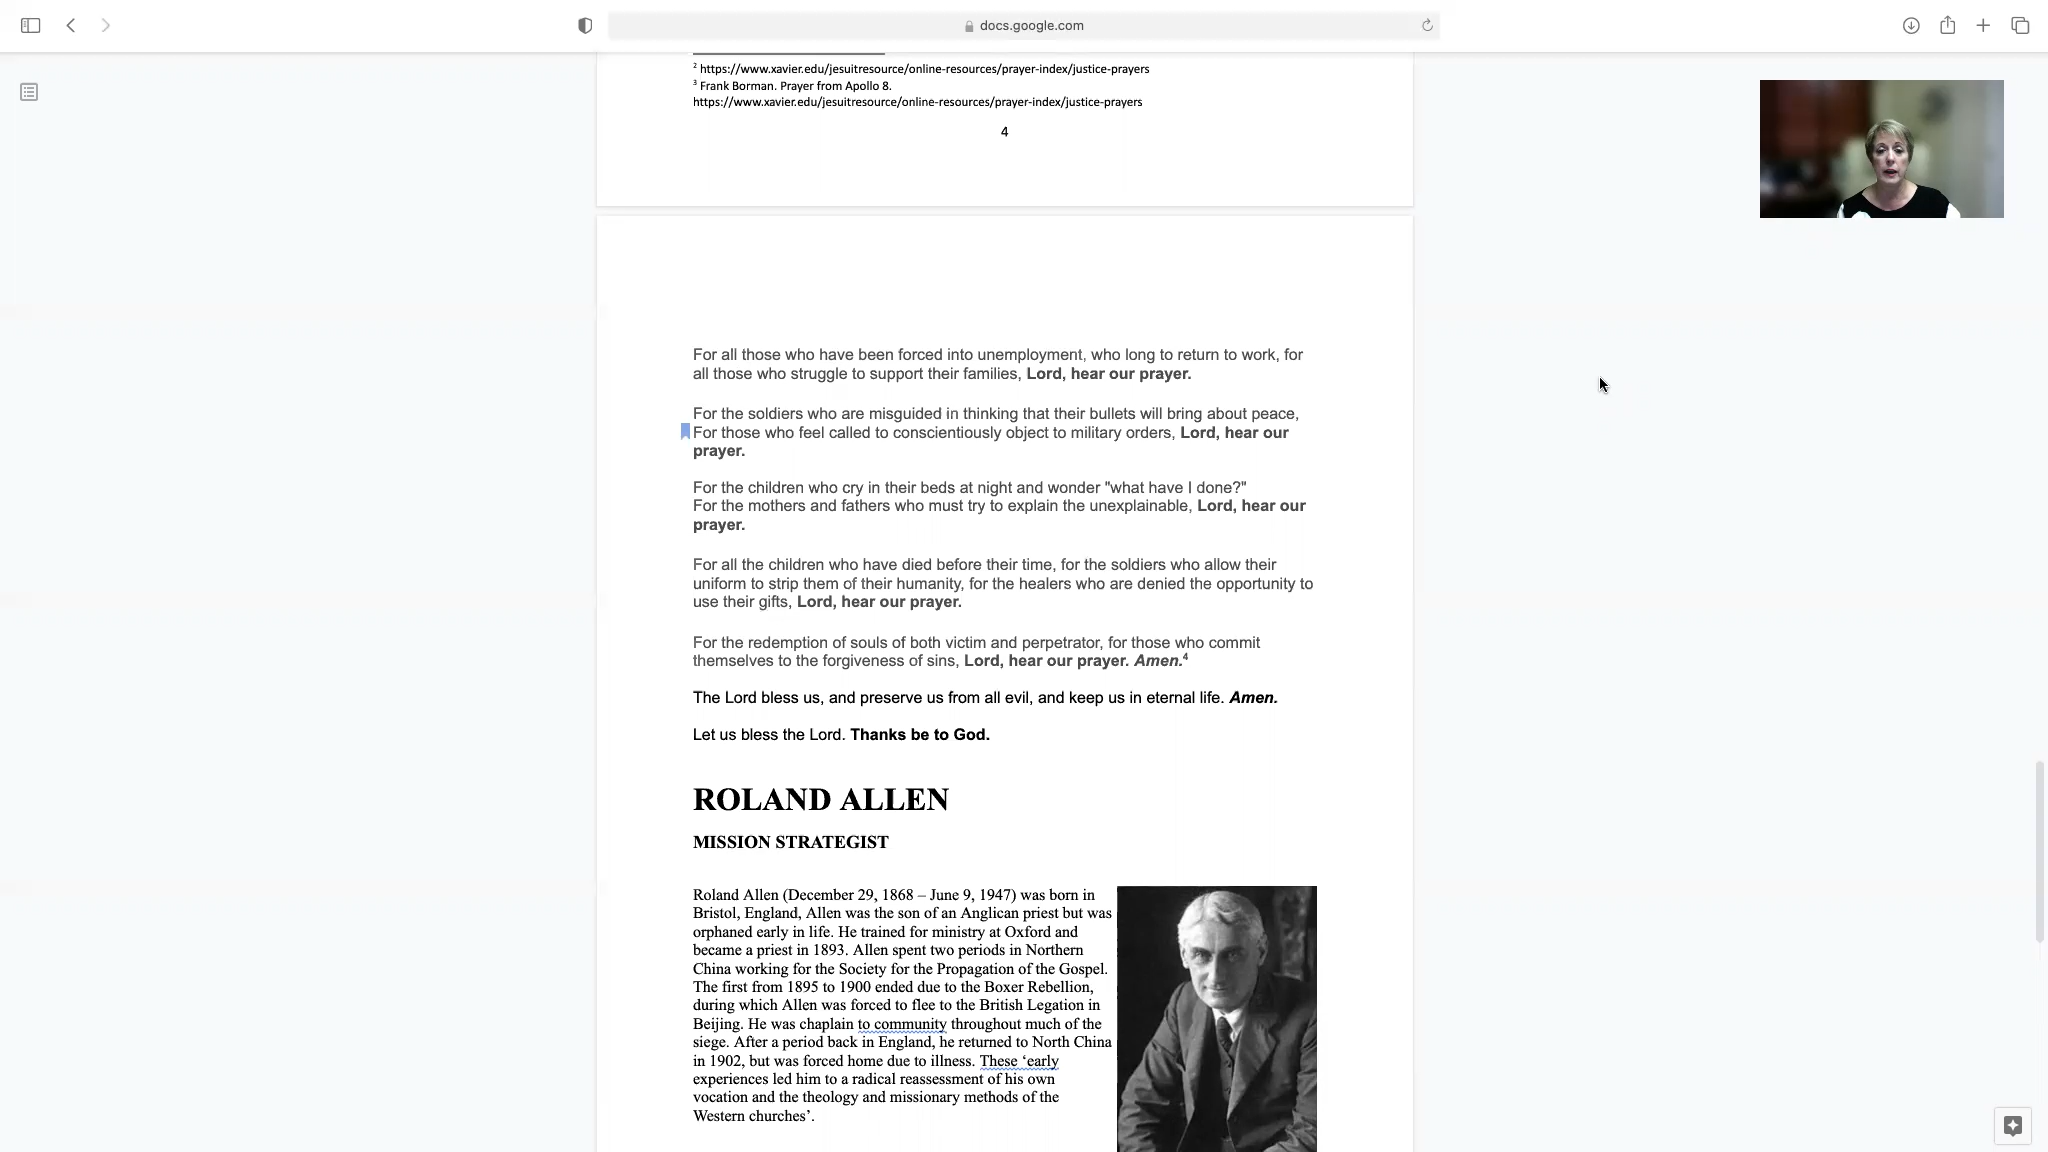 docs.google.com
2 https://www.xavier.edu/jesuitresource/online-resources/prayer-index/justice-prayers
3 Frank Borman. Prayer from Apollo 8.
https://www.xavier.edu/jesuitresource/online-resources/prayer-index/justice-prayers
4
For all those who have been forced into unemployment, who long to return to work, for
all those who struggle to support their families, Lord, hear our prayer.
For the soldiers who are misguided in thinking that their bullets will bring about peace,
For those who feel called to conscientiously object to military orders, Lord, hear our
prayer.
For the children who cry in their beds at night and wonder "what have I done?"
For the mothers and fathers who must try to explain the unexplainable, Lord, hear our
prayer.
For all the children who have died before their time, for the soldiers who allow their
uniform to strip them of their humanity, for the healers who are denied the opportunity to
use their gifts, Lord, hear our prayer.
For the redemption of souls of both victim and perpetrator, for those who commit
themselves to the forgiveness of sins, Lord, hear our prayer. Amen.4
The Lord bless us, and preserve us from all evil, and keep us in eternal life. Amen.
Let us bless the Lord. Thanks be to God.
ROLAND ALLEN
MISSION STRATEGIST
Roland Allen (December 29, 1868 – June 9, 1947) was born in
Bristol, England, Allen was the son of an Anglican priest but was
orphaned early in life. He trained for ministry at Oxford and
became a priest in 1893. Allen spent two periods in Northern
China working for the Society for the Propagation of the Gospel.
The first from 1895 to 1900 ended due to the Boxer Rebellion,
during which Allen was forced to flee to the British Legation in
Beijing. He was chaplain to community throughout much of the
siege. After a period back in England, he returned to North China
in 1902, but was forced home due to illness. These ‘early
experiences led him to a radical reassessment of his own
vocation and the theology and missionary methods of the
Western churches’.